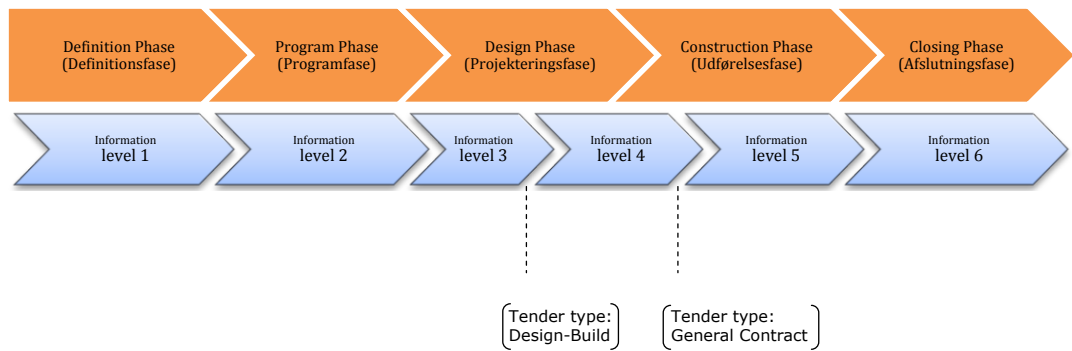 Definition Phase
(Definitionsfase)
Program Phase
(Programfase)
Design Phase
(Projekteringsfase)
Construction Phase
(Udførelsesfase)
Closing Phase
(Afslutningsfase)
Information
level 1
Information
level 2
Information
level 3
Information
level 4
Information
level 5
Information
level 6
Tender type:
Design-Build
Tender type:
General Contract